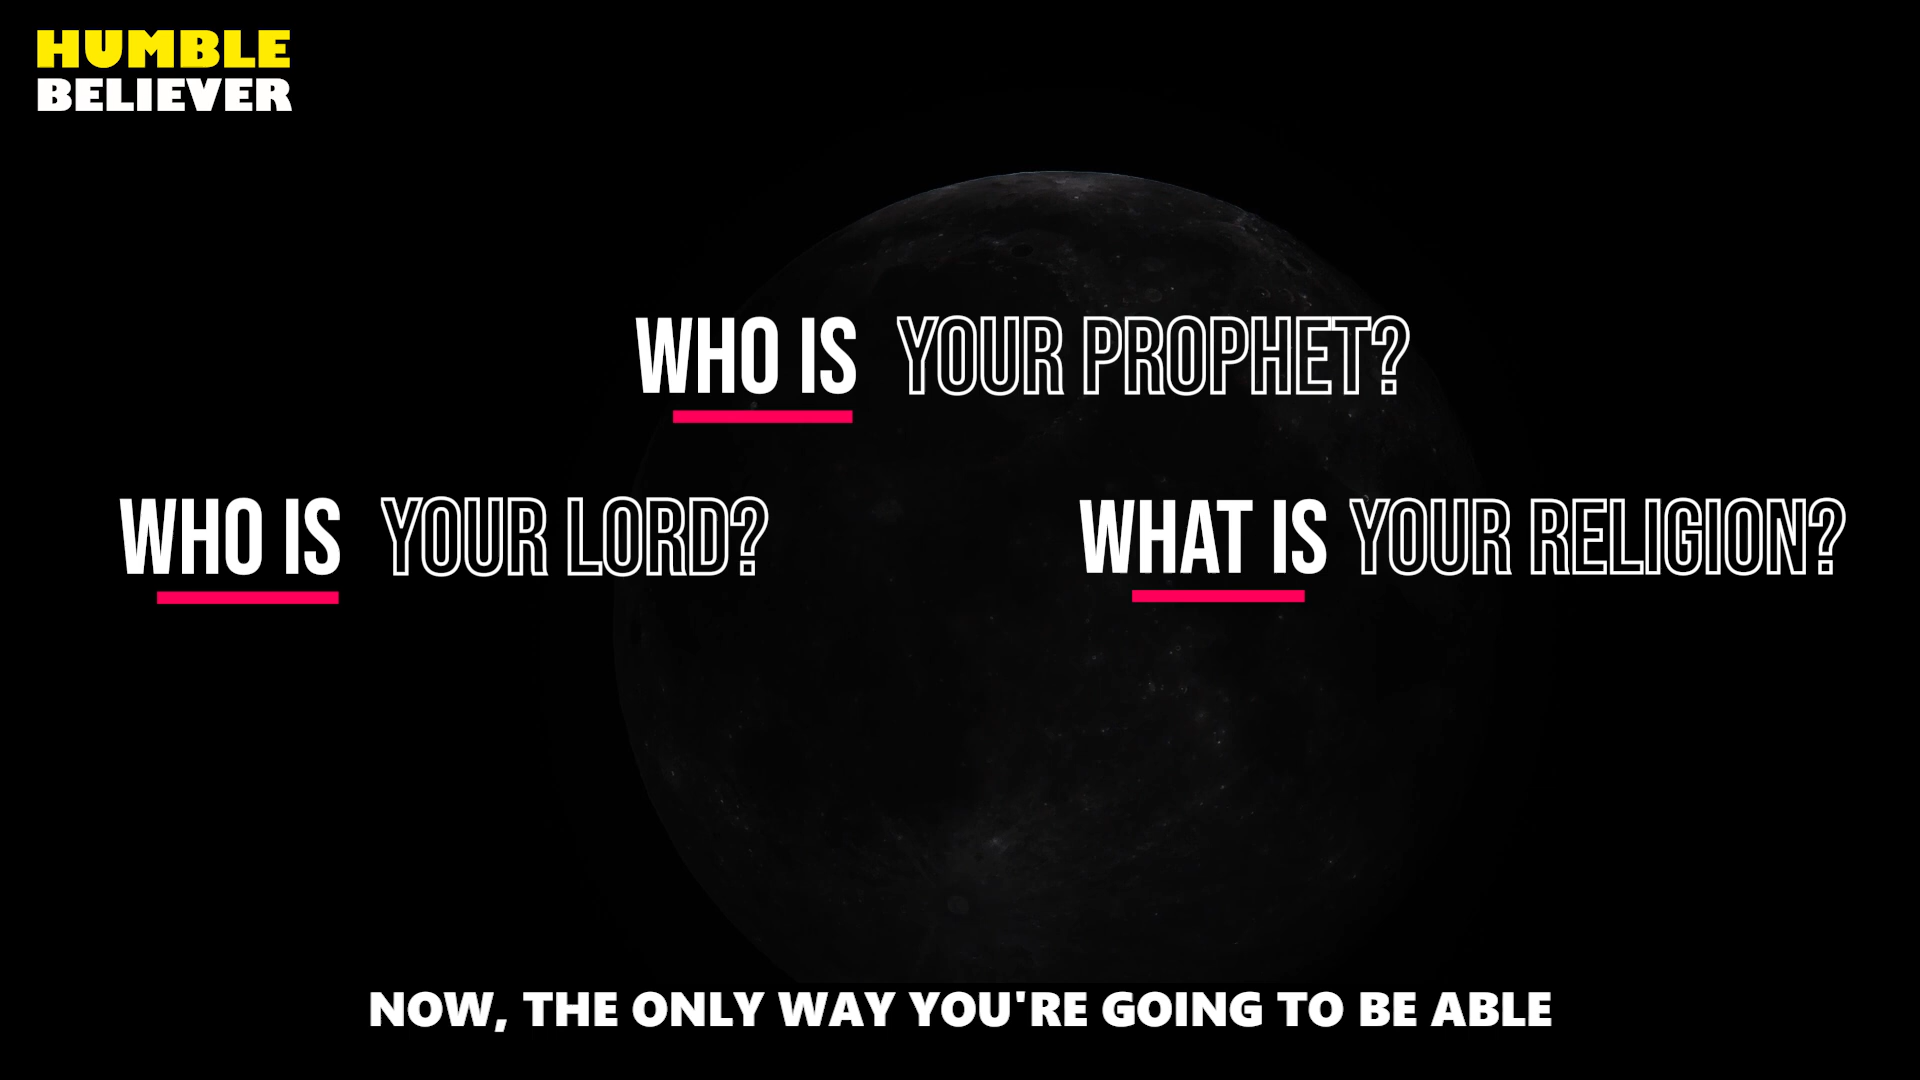 HUMBLE
BELIEVER
WHO IS YOUR PROPHET?
WHO IS YOUR LORD?
WHAT IS YOUR RELIGION?
NOW, THE ONLY WAY YOU'RE GOING TO BE ABLE